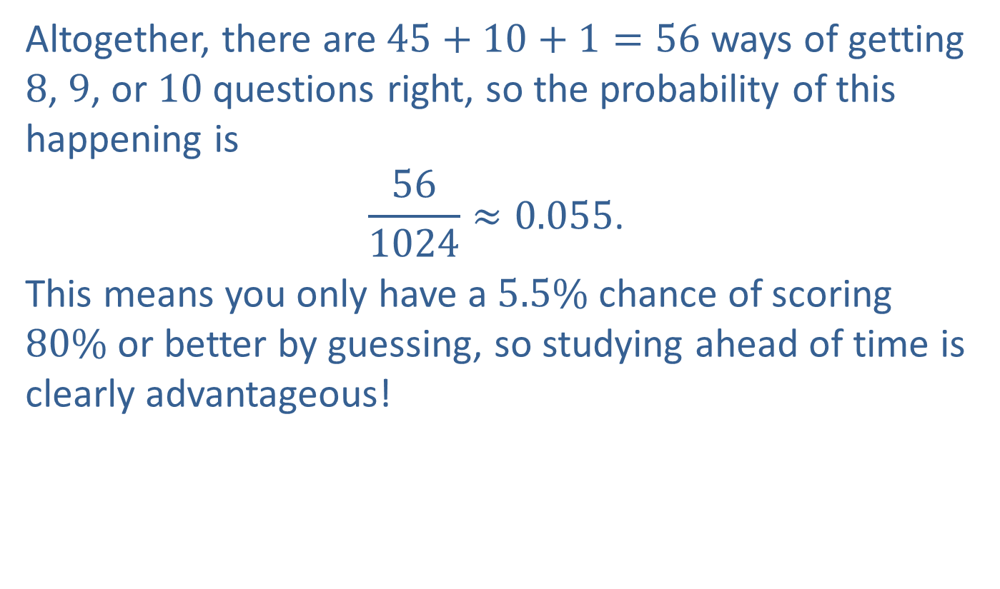 Altogether, there are 45 + 10 + 1 = 56 ways of getting
8, 9, or 10 questions right, so the probability of this
happening is
56
1024
≈ 0.055.
This means you only have a 5.5% chance of scoring
80% or better by guessing, so studying ahead of time is
clearly advantageous!